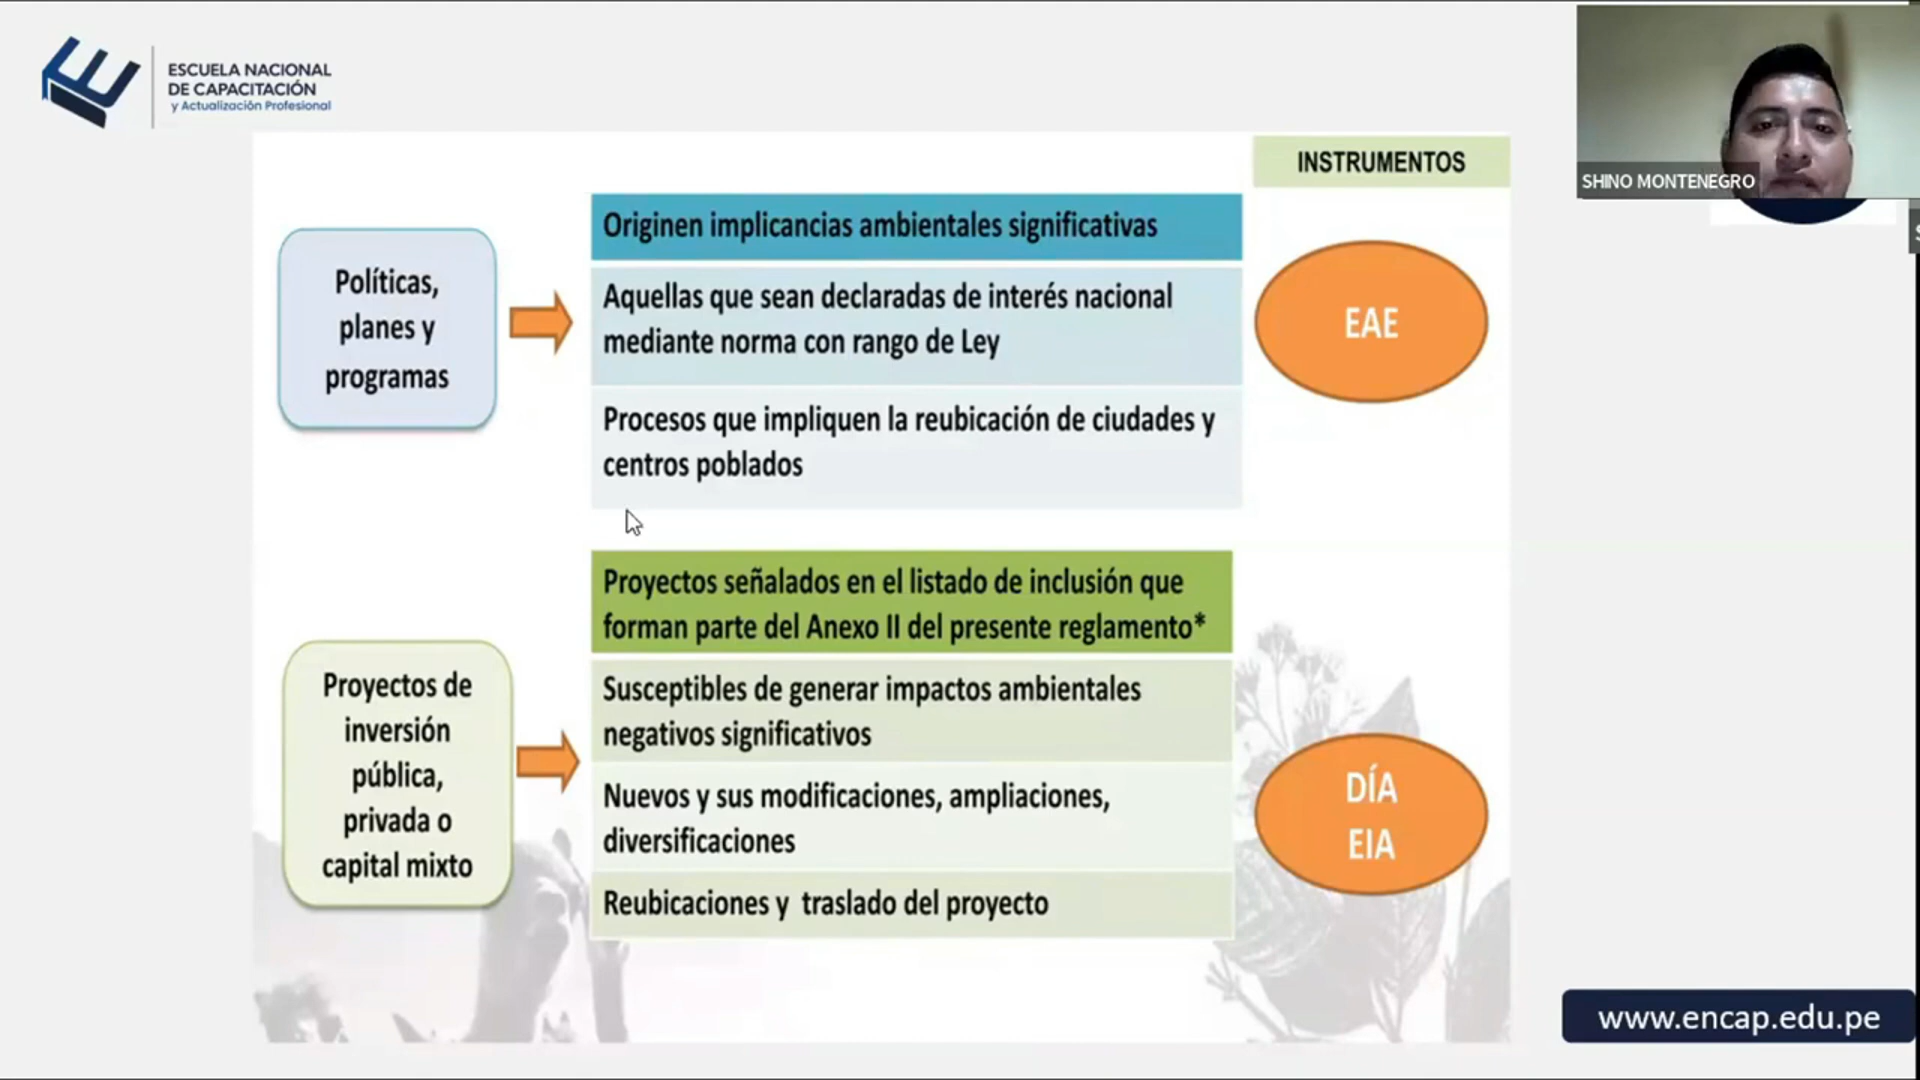 ESCUELA NACIONAL
DE CAPACITACIÓN
y Actualización Profesional
INSTRUMENTOS
SHINO MONTENEGRO
Políticas,
planes y
programas
Originen implicancias ambientales significativas
Aquellas que sean declaradas de interés nacional
mediante norma con rango de Ley
Procesos que impliquen la reubicación de ciudades y
centros poblados
EAE
Proyectos de
inversión
pública,
privada o
capital mixto
Proyectos señalados en el listado de inclusión que
forman parte del Anexo II del presente reglamento*
Susceptibles de generar impactos ambientales
negativos significativos
Nuevos y sus modificaciones, ampliaciones,
diversificaciones
Reubicaciones y  traslado del proyecto
DÍA
EIA
www.encap.edu.pe